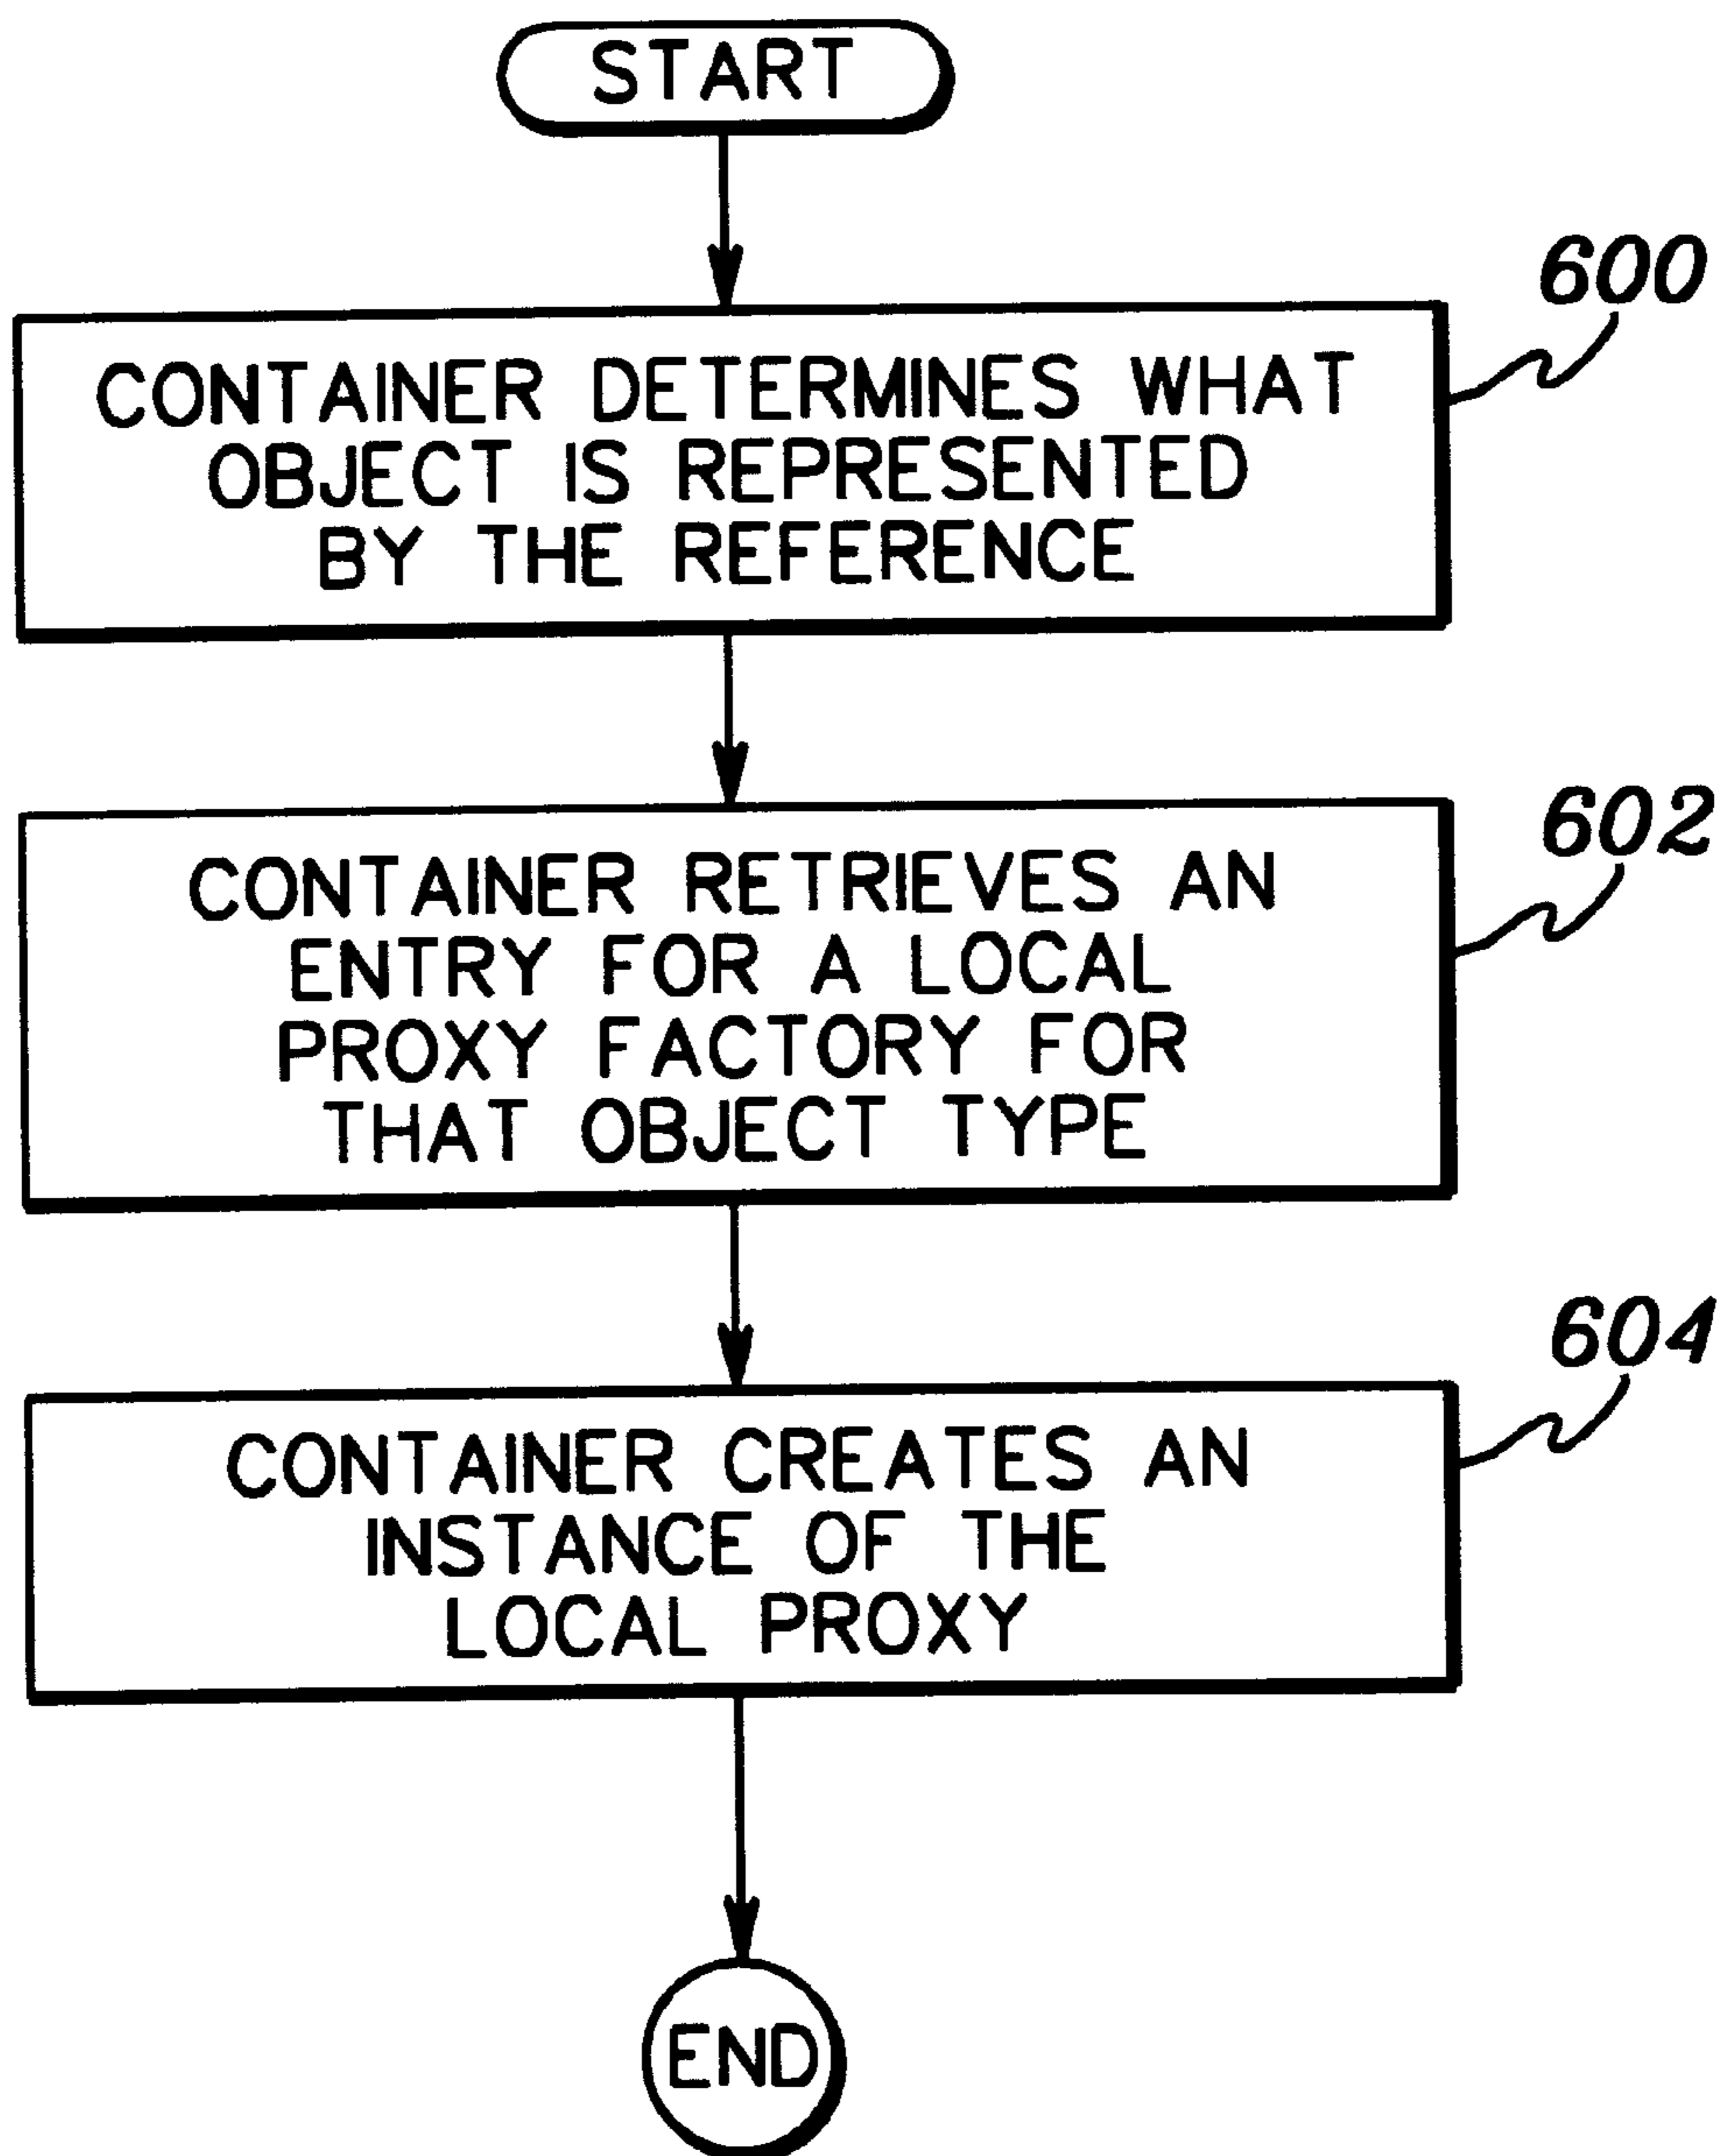 START
600
CONTAINER DETERMINES WHAT
OBJECT IS REPRESENTED
BY THE REFERENCE
602
CONTAINER RETRIEVES AN
ENTRY FOR A LOCAL
PROXY FACTORY FOR
THAT OBJECT TYPE
604
CONTAINER CREATES AN
INSTANCE OF THE
LOCAL PROXY
END